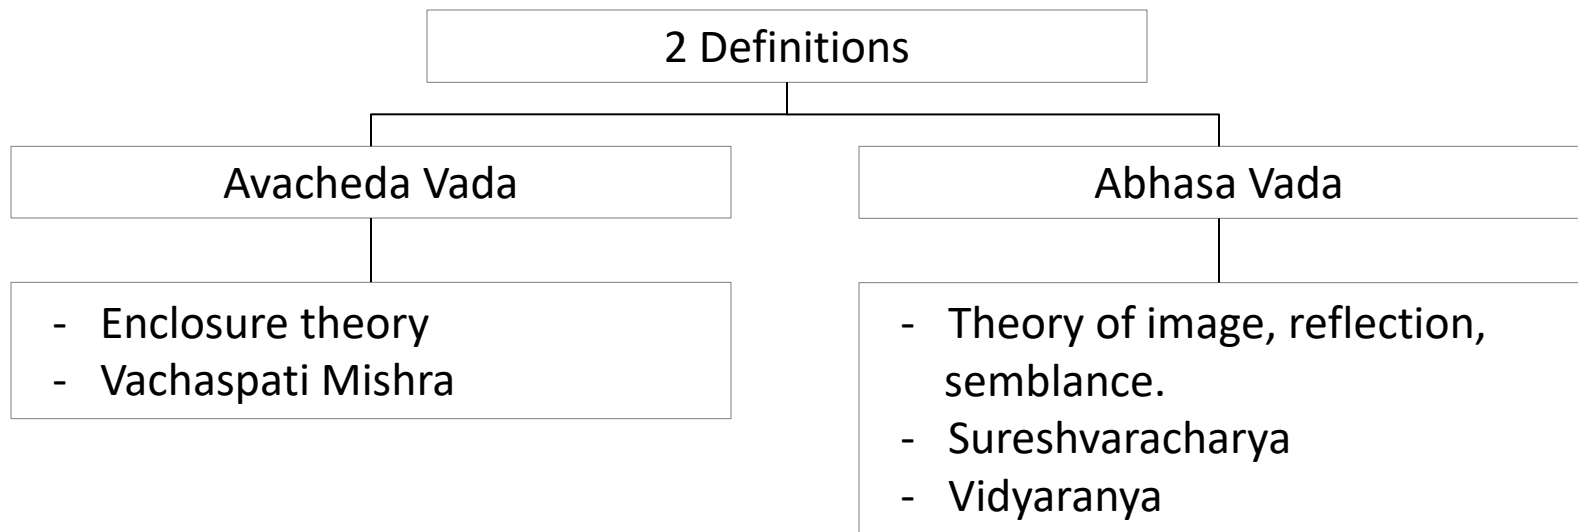 2 Definitions
Avacheda Vada
Abhasa Vada
- Enclosure theory
- Vachaspati Mishra
- Theory of image, reflection,
semblance.
- Sureshvaracharya
- Vidyaranya